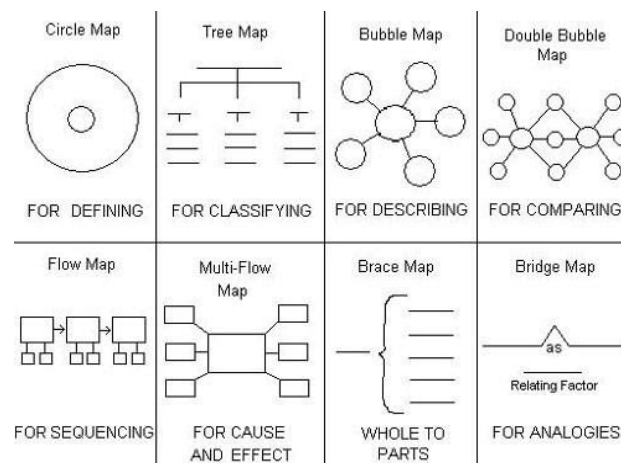 Circle Map
FOR DEFINING
Tree Map
FOR CLASSIFYING
Bubble Map
FOR DESCRIBING
Double Bubble
Map
FOR COMPARING
Flow Map
FOR SEQUENCING
Multi-Flow
Map
FOR CAUSE
AND EFFECT
Brace Map
WHOLE TO
PARTS
Bridge Map
as
Relating Factor
FOR ANALOGIES